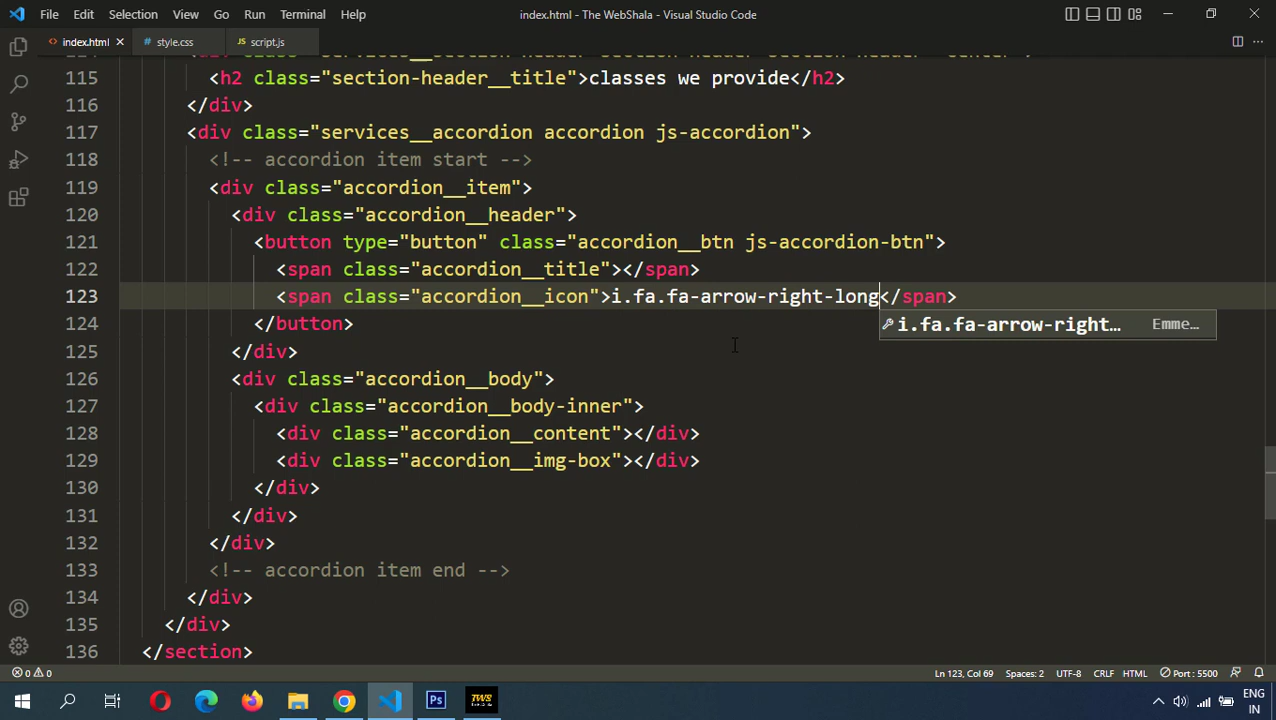 File Edit Selection View Go Run Terminal Help
index.html - The WebShala - Visual Studio Code
index.html style.css script.js
115 <h2 class="section-header__title">classes we provide</h2>
116 </div>
117 <div class="services__accordion accordion js-accordion">
118 <!-- accordion item start -->
119 <div class="accordion__item">
120 <div class="accordion__header">
121 <button type="button" class="accordion__btn js-accordion-btn">
122 <span class="accordion__title"></span>
123 <span class="accordion__icon">i.fa.fa-arrow-right-long</span>
i.fa.fa-arrow-right… Emme…
124 </button>
125 </div>
126 <div class="accordion__body">
127 <div class="accordion__body-inner">
128 <div class="accordion__content"></div>
129 <div class="accordion__img-box"></div>
130 </div>
131 </div>
132 </div>
133 <!-- accordion item end -->
134 </div>
135 </div>
136 </section>
0 0 Ln 123, Col 69 Spaces: 2 UTF-8 CRLF HTML Port : 5500
Ps TWS ENG
IN